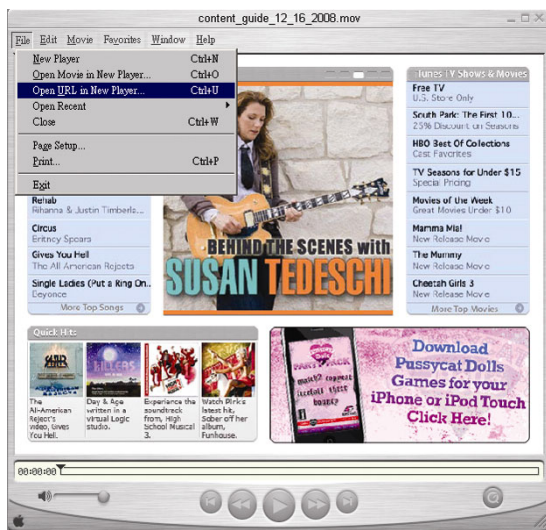 content_guide_12_16_2008.mov
File Edit Movie Favorites Window Help
New Player Ctrl+N
Open Movie in New Player... Ctrl+O
Open URL in New Player... Ctrl+U
Open Recent
Close Ctrl+W
Page Setup...
Print... Ctrl+P
Exit
Rehab
Rihanna & Justin Timberla...
Circus
Britney Spears
Gives You Hell
The All American Rejects
Single Ladies (Put a Ring On..
Beyonce
More Top Songs
BEHIND THE SCENES with
SUSAN TEDESCHI
iTunes TV Shows & Movies
Free TV
U.S. Store Only
South Park: The First 10...
25% Discount on Seasons
HBO Best Of Collections
Cast Favorites
TV Seasons for Under $15
Special Pricing
Movies of the Week
Great Movies Under $10
Mamma Mia!
New Release Movie
The Mummy
New Release Movie
Cheetah Girls 3
New Release Movie
More Top Movies
Quick Hits
The
All-American
Reject's
video, Gives
You Hell.
Day & Age
written in a
virtual Logic
studio.
Experience the
soundtrack
from, High
School Musical
3.
Watch P!nk's
latest hit,
Sober off her
album,
Funhouse.
KILLERS
PARTY PACK
Download
Pussycat Dolls
Games for your
iPhone or iPod Touch
Click Here!
00:00:00